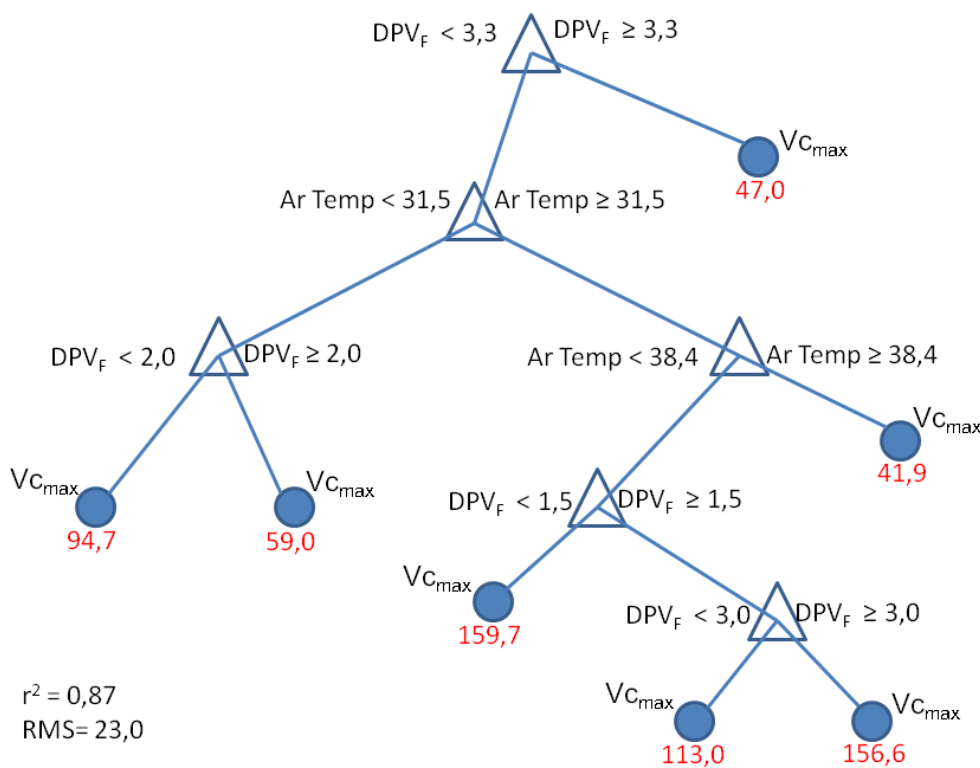 DPV_F < 3,3 DPV_F ≥ 3,3
Vc_max
47,0
Ar Temp < 31,5 Ar Temp ≥ 31,5
DPV_F < 2,0 DPV_F ≥ 2,0
Ar Temp < 38,4 Ar Temp ≥ 38,4
Vc_max
41,9
Vc_max
94,7
Vc_max
59,0
DPV_F < 1,5 DPV_F ≥ 1,5
Vc_max
159,7
DPV_F < 3,0 DPV_F ≥ 3,0
Vc_max
113,0
Vc_max
156,6
r² = 0,87
RMS= 23,0